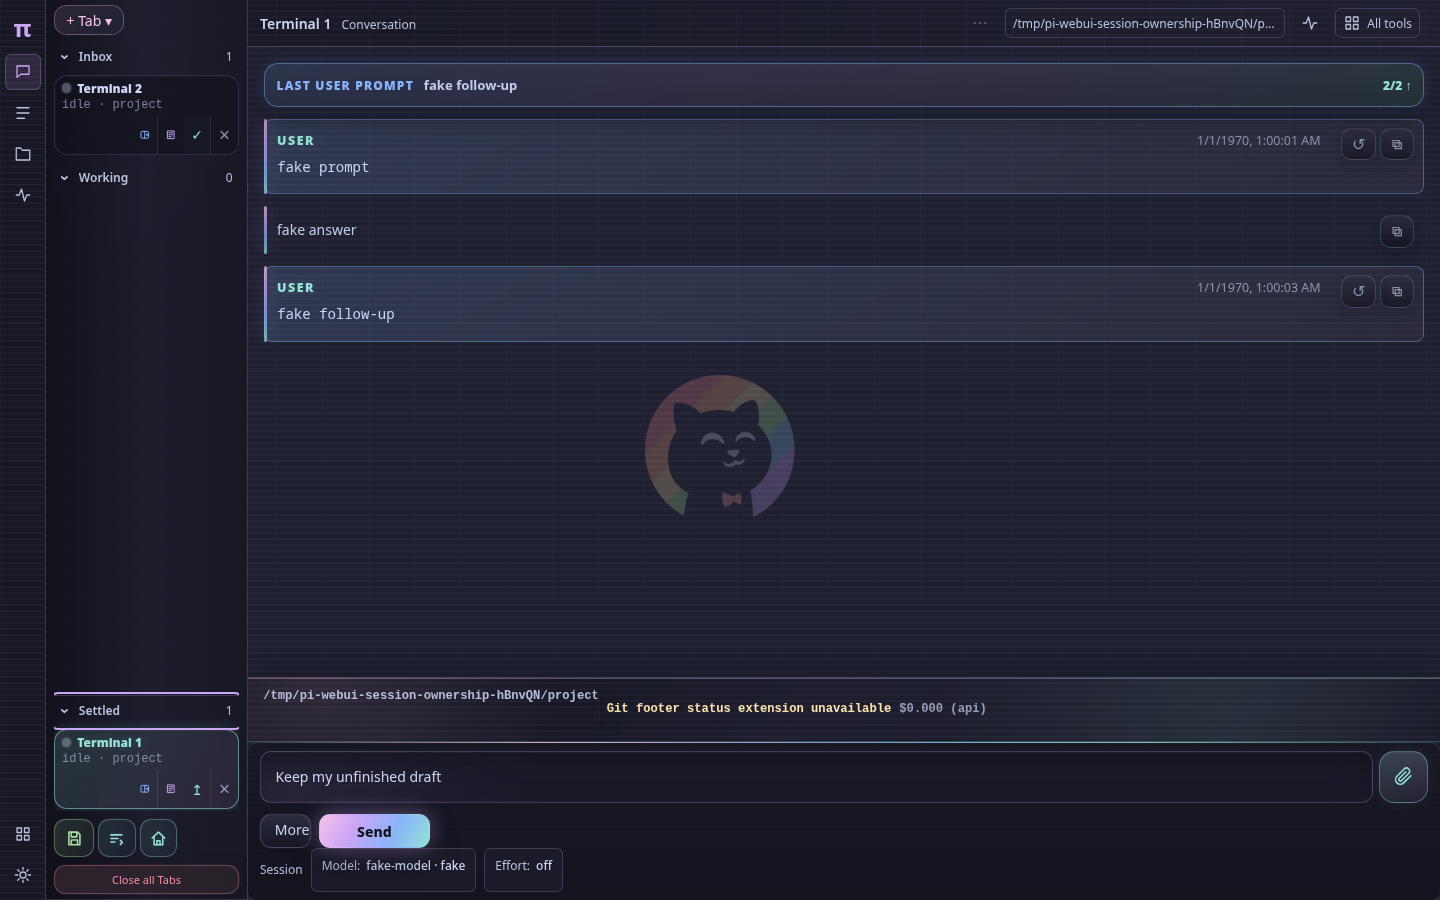 π
+ Tab ▾
Inbox 1
Terminal 2
idle · project
✓ ×
Working 0
Settled 1
Terminal 1
idle · project
↥ ×
Close all Tabs
Terminal 1 Conversation
··· /tmp/pi-webui-session-ownership-hBnvQN/p... All tools
LAST USER PROMPT fake follow-up 2/2 ↑
USER 1/1/1970, 1:00:01 AM
fake prompt
fake answer
USER 1/1/1970, 1:00:03 AM
fake follow-up
/tmp/pi-webui-session-ownership-hBnvQN/project
Git footer status extension unavailable $0.000 (api)
Keep my unfinished draft
More Send
Session Model: fake-model · fake Effort: off